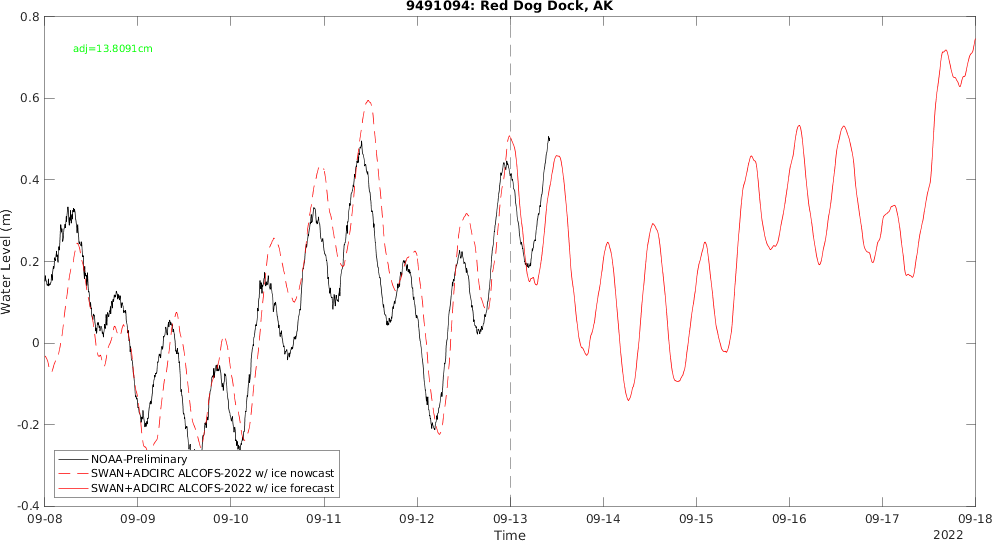 9491094: Red Dog Dock, AK
adj=13.8091cm
Water Level (m)
0.8
0.6
0.4
0.2
0
-0.2
-0.4
NOAA-Preliminary
SWAN+ADCIRC ALCOFS-2022 w/ ice nowcast
SWAN+ADCIRC ALCOFS-2022 w/ ice forecast
09-08 09-09 09-10 09-11 09-12 09-13 09-14 09-15 09-16 09-17 09-18
Time
2022